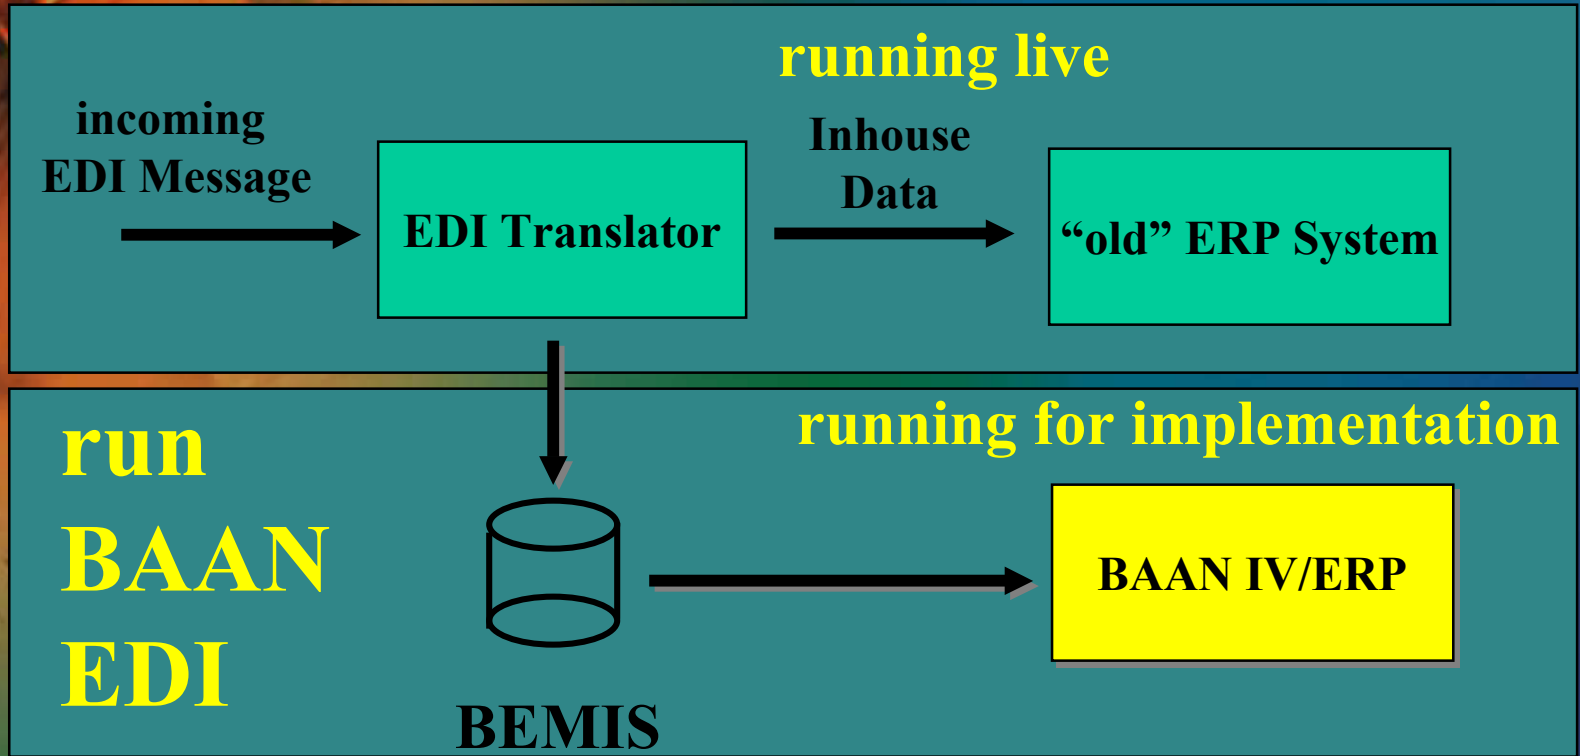 running live
incoming
EDI Message
EDI Translator
Inhouse
Data
“old” ERP System
running for implementation
run
BAAN
EDI
BEMIS
BAAN IV/ERP